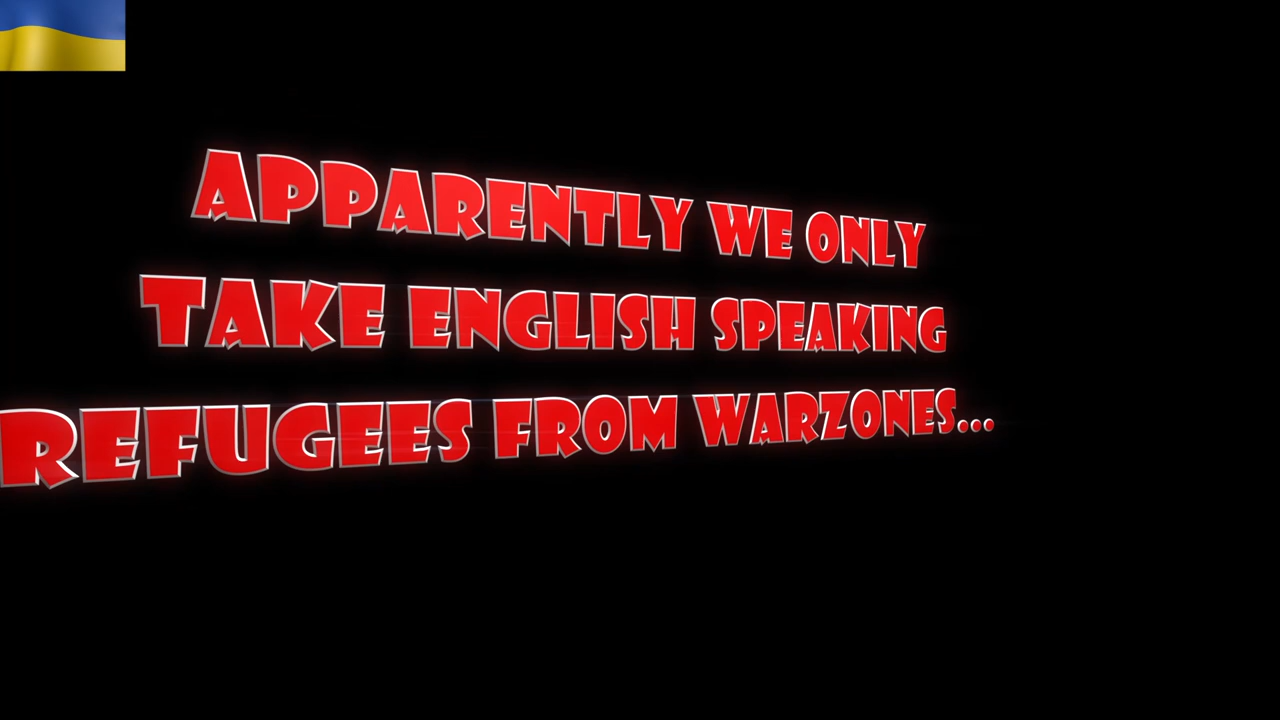 APPARENTLY WE ONLY
TAKE ENGLISH SPEAKING
REFUGEES FROM WARZONES...